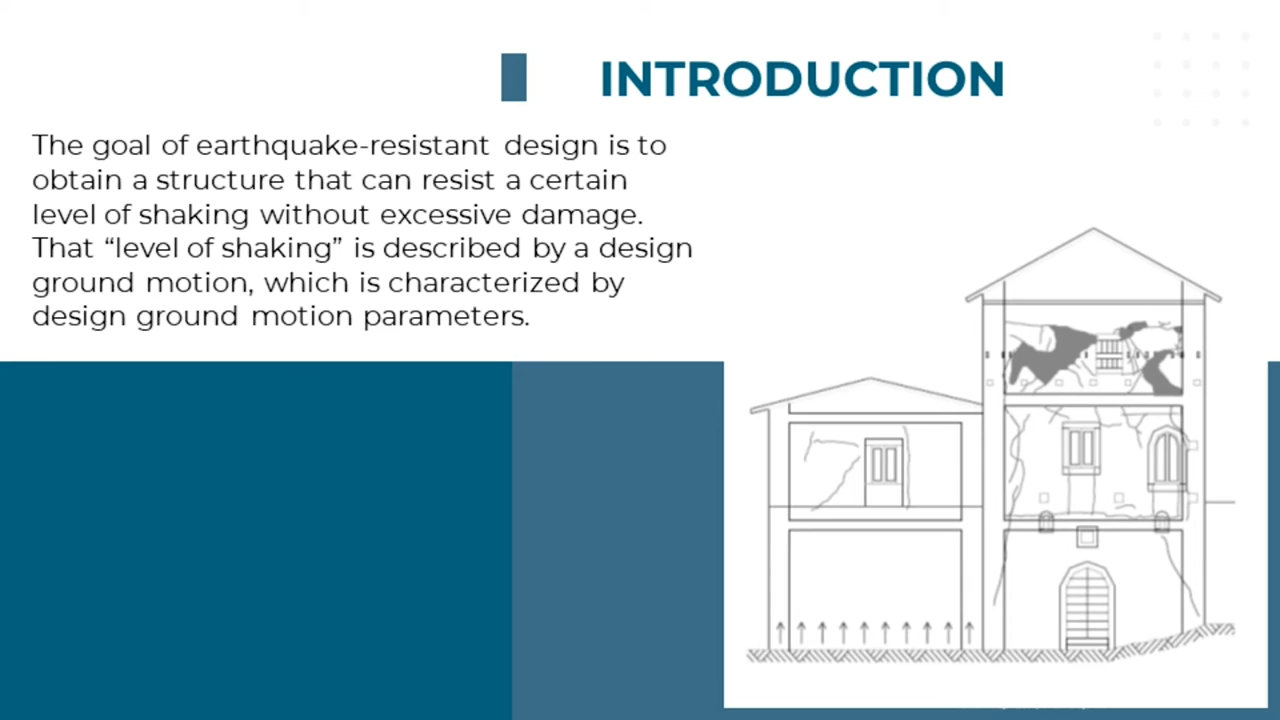 INTRODUCTION
The goal of earthquake-resistant design is to
obtain a structure that can resist a certain
level of shaking without excessive damage.
That “level of shaking” is described by a design
ground motion, which is characterized by
design ground motion parameters.